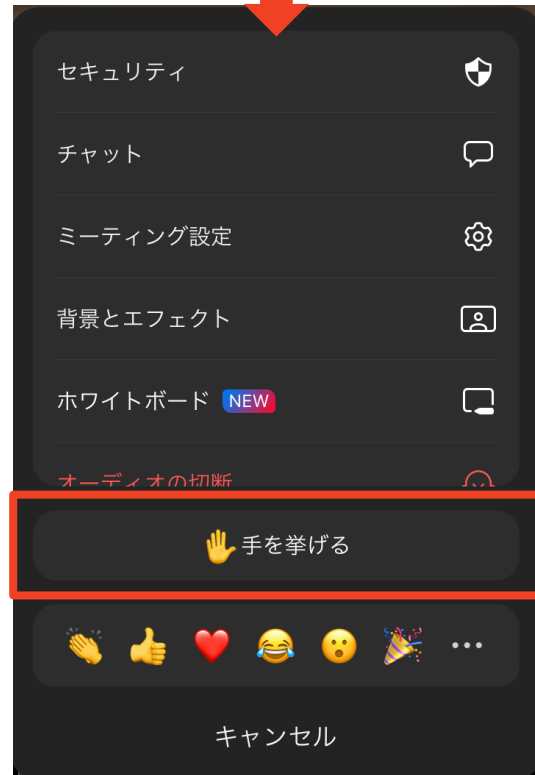 セキュリティ
チャット
ミーティング設定
背景とエフェクト
ホワイトボード NEW
オーディオの切断
手を挙げる
キャンセル